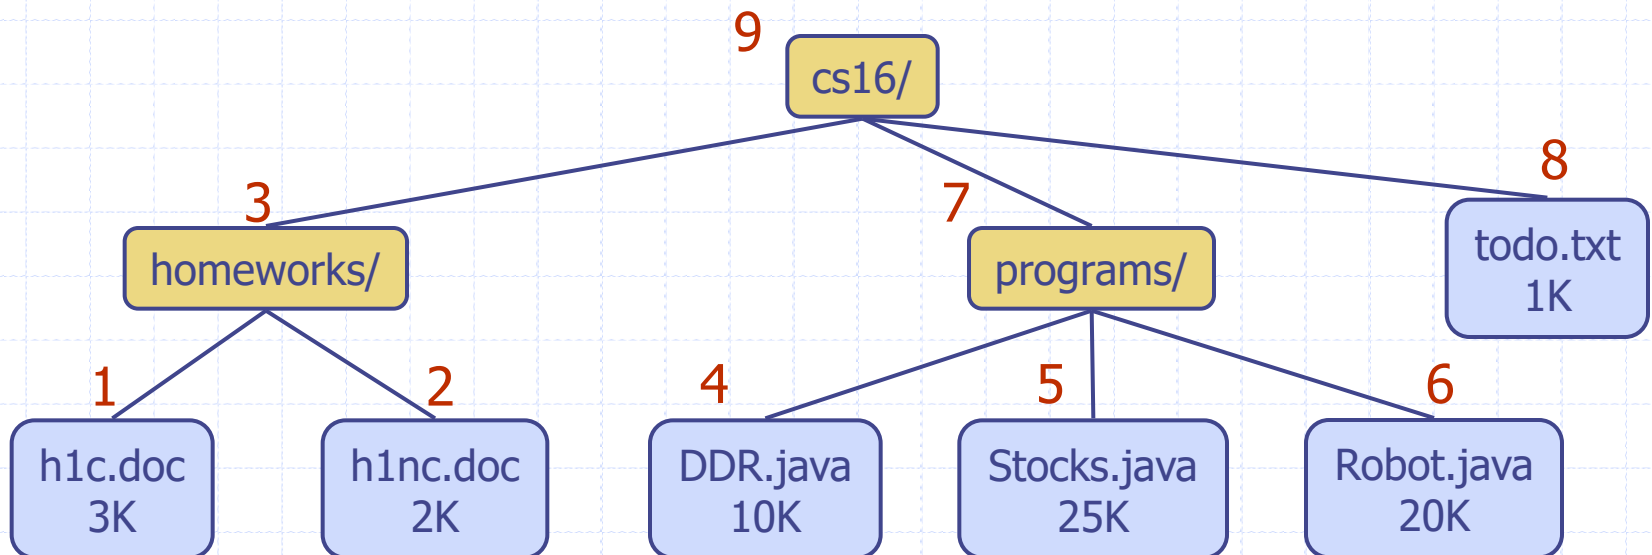 9
cs16/
8
3
7
homeworks/
programs/
todo.txt
1K
1
2
4
5
6
h1c.doc
3K
h1nc.doc
2K
DDR.java
10K
Stocks.java
25K
Robot.java
20K